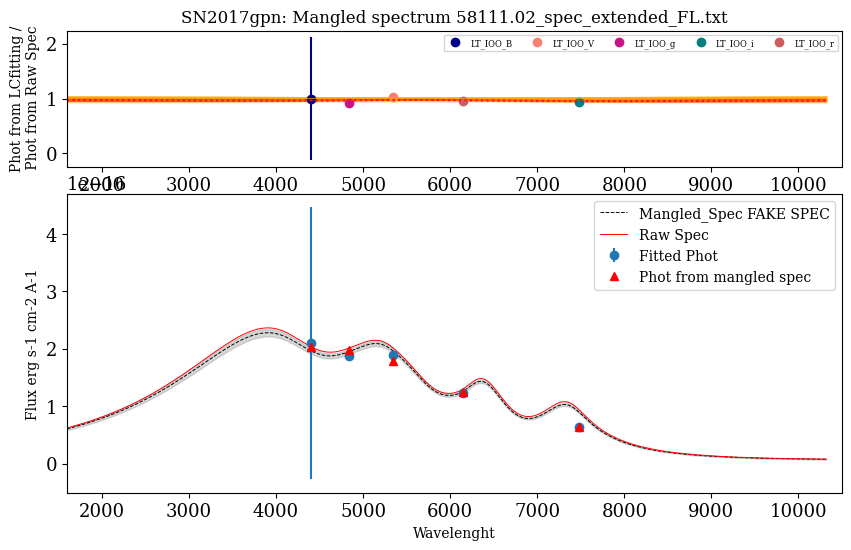 SN2017gpn: Mangled spectrum 58111.02_spec_extended_FL.txt
Phot from LCfitting /
Phot from Raw Spec
2
1
0
LT_IOO_B
LT_IOO_V
LT_IOO_g
LT_IOO_i
LT_IOO_r
2000 3000 4000 5000 6000 7000 8000 9000 10000
1e−16
Flux erg s-1 cm-2 A-1
4
3
2
1
0
Mangled_Spec FAKE SPEC
Raw Spec
Fitted Phot
Phot from mangled spec
2000 3000 4000 5000 6000 7000 8000 9000 10000
Wavelenght